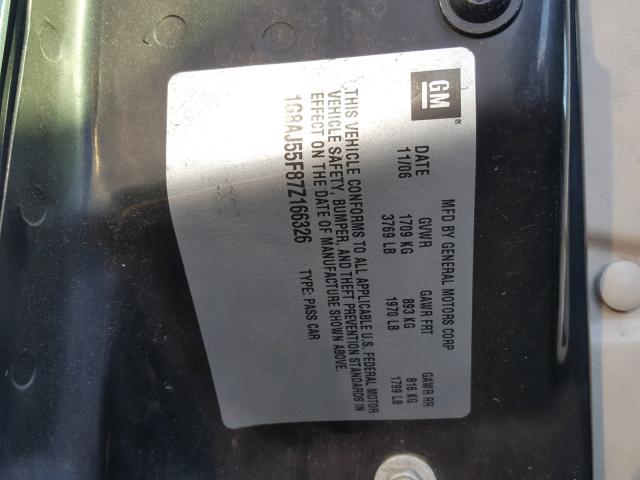 GM
MFD BY GENERAL MOTORS CORP
DATE GVWR GAWR FRT GAWR RR
11/06 1709 KG 893 KG 816 KG
3769 LB 1970 LB 1799 LB
THIS VEHICLE CONFORMS TO ALL APPLICABLE U.S. FEDERAL MOTOR
VEHICLE SAFETY, BUMPER, AND THEFT PREVENTION STANDARDS IN
EFFECT ON THE DATE OF MANUFACTURE SHOWN ABOVE.
1G8AJ55F87Z166326 TYPE: PASS CAR